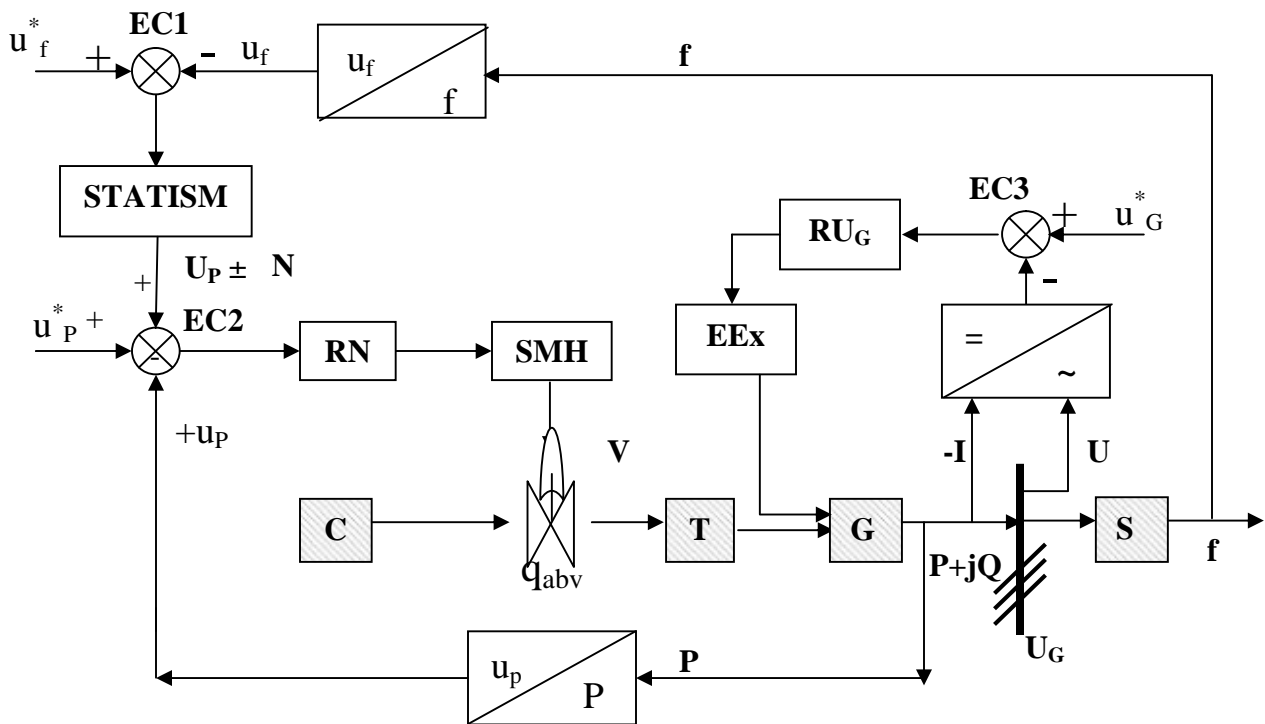 EC1
u*f
+
-
uf
uf
f
f
STATISM
EC3
RUG
+
u*G
+
UP ± N
-
u*P +
EC2
-
RN
SMH
EEx
=
~
+uP
V
-I
U
C
T
G
S
qabv
P+jQ
f
UG
up
P
P